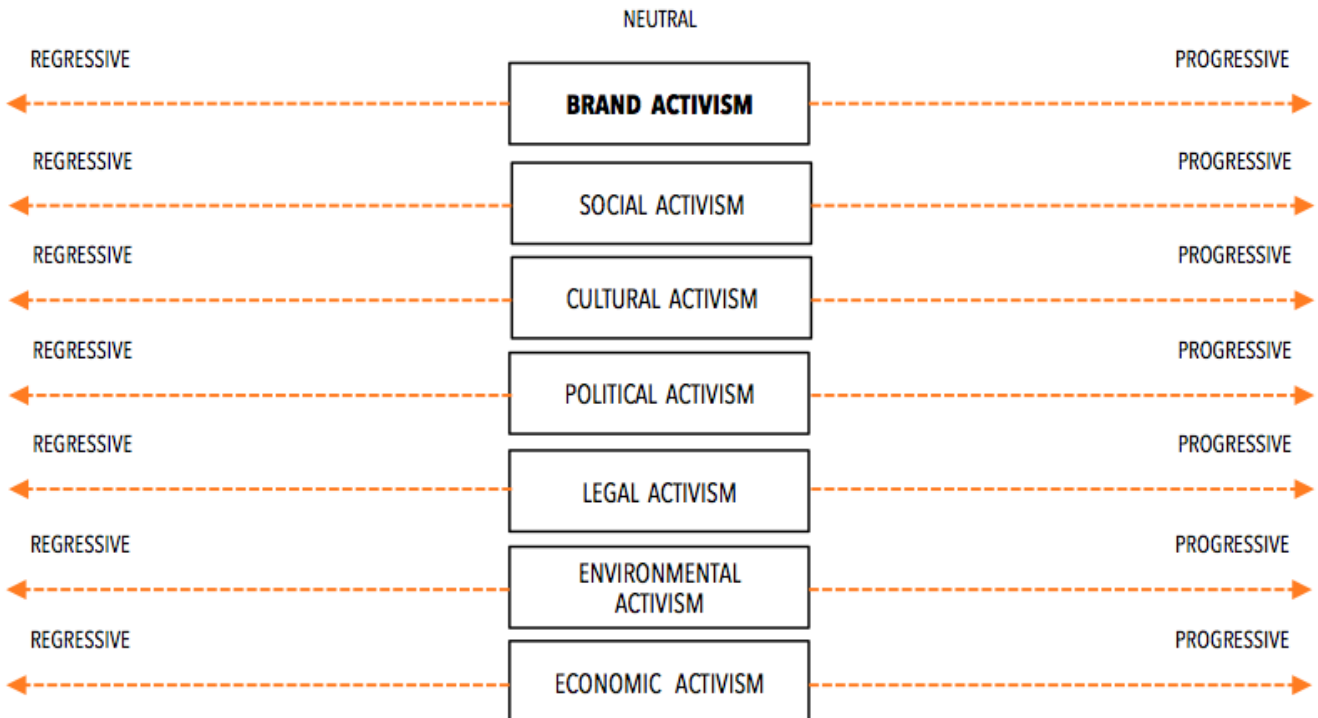 NEUTRAL
REGRESSIVE
PROGRESSIVE
BRAND ACTIVISM
REGRESSIVE
PROGRESSIVE
SOCIAL ACTIVISM
REGRESSIVE
PROGRESSIVE
CULTURAL ACTIVISM
REGRESSIVE
PROGRESSIVE
POLITICAL ACTIVISM
REGRESSIVE
PROGRESSIVE
LEGAL ACTIVISM
REGRESSIVE
PROGRESSIVE
ENVIRONMENTAL
ACTIVISM
REGRESSIVE
PROGRESSIVE
ECONOMIC ACTIVISM